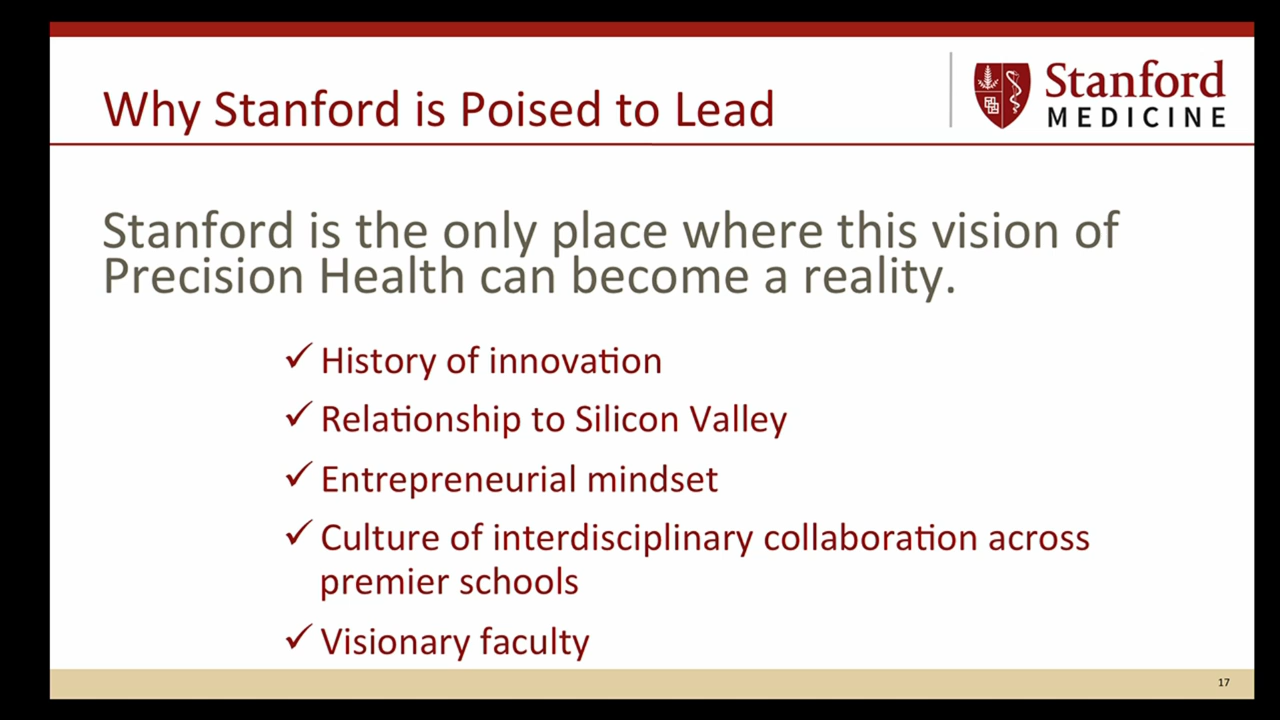 Why Stanford is Poised to Lead
Stanford
MEDICINE
Stanford is the only place where this vision of
Precision Health can become a reality.
✓ History of innovation
✓ Relationship to Silicon Valley
✓ Entrepreneurial mindset
✓ Culture of interdisciplinary collaboration across
premier schools
✓ Visionary faculty
17